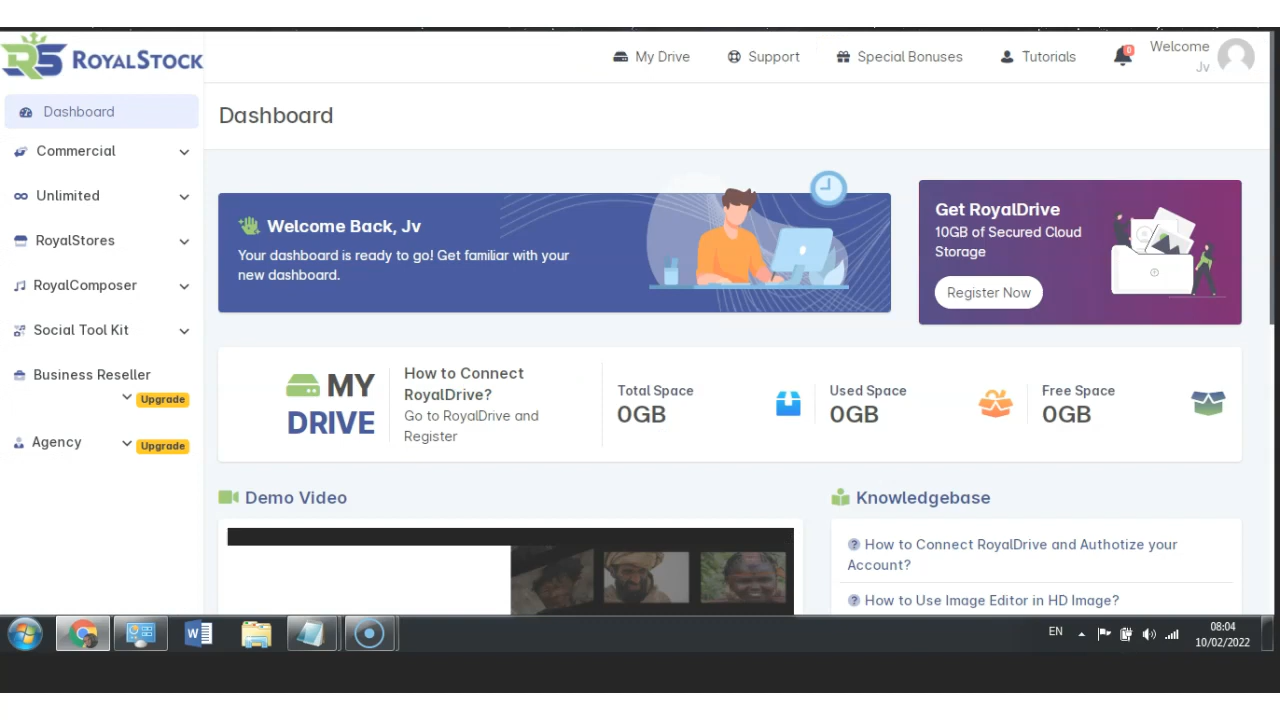 ROYALSTOCK
My Drive
Support
Special Bonuses
Tutorials
0
Welcome
Jv
Dashboard
Commercial
Unlimited
RoyalStores
RoyalComposer
Social Tool Kit
Business Reseller
Upgrade
Agency
Upgrade
Dashboard
Welcome Back, Jv
Your dashboard is ready to go! Get familiar with your
new dashboard.
Get RoyalDrive
10GB of Secured Cloud
Storage
Register Now
MY
DRIVE
How to Connect
RoyalDrive?
Go to RoyalDrive and
Register
Total Space
0GB
Used Space
0GB
Free Space
0GB
Demo Video
Knowledgebase
How to Connect RoyalDrive and Authotize your
Account?
How to Use Image Editor in HD Image?
EN
08:04
10/02/2022